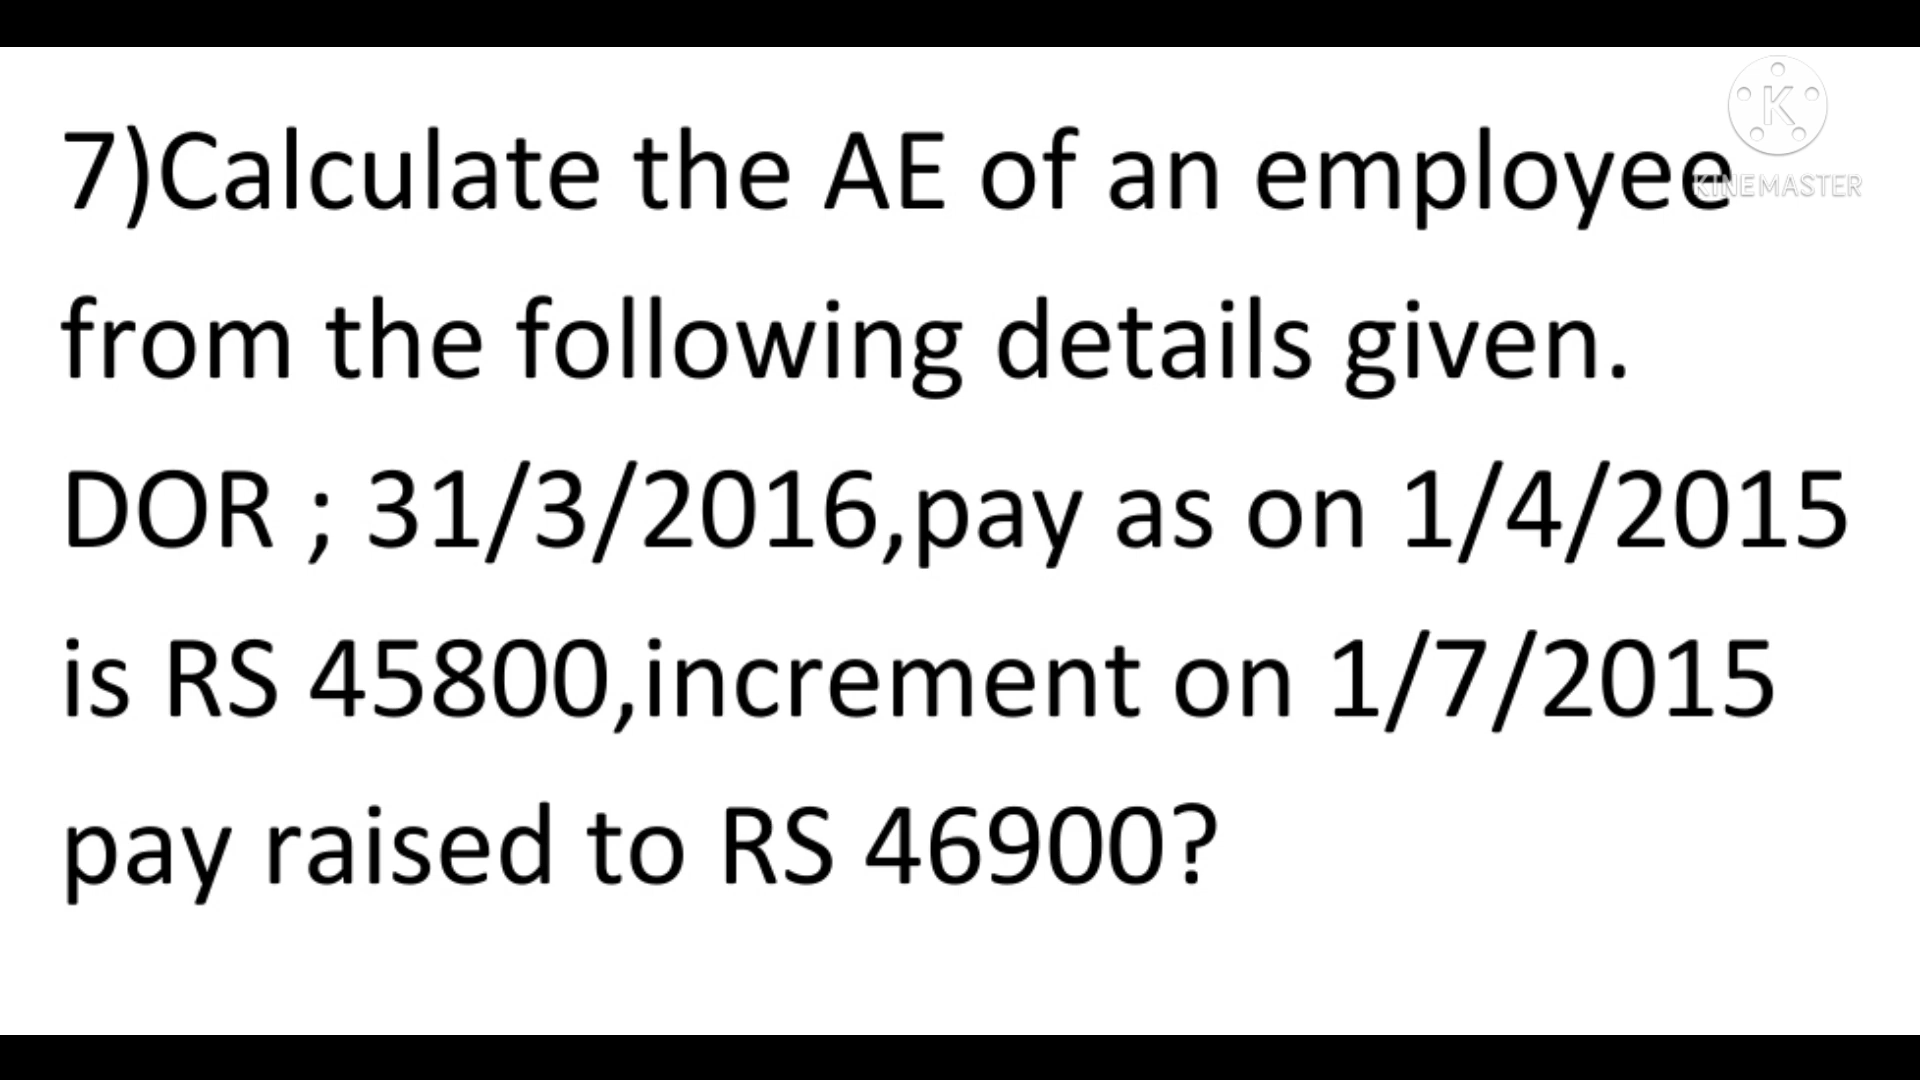 7)Calculate the AE of an employee
KINEMASTER
from the following details given.
DOR ; 31/3/2016,pay as on 1/4/2015
is RS 45800,increment on 1/7/2015
pay raised to RS 46900?